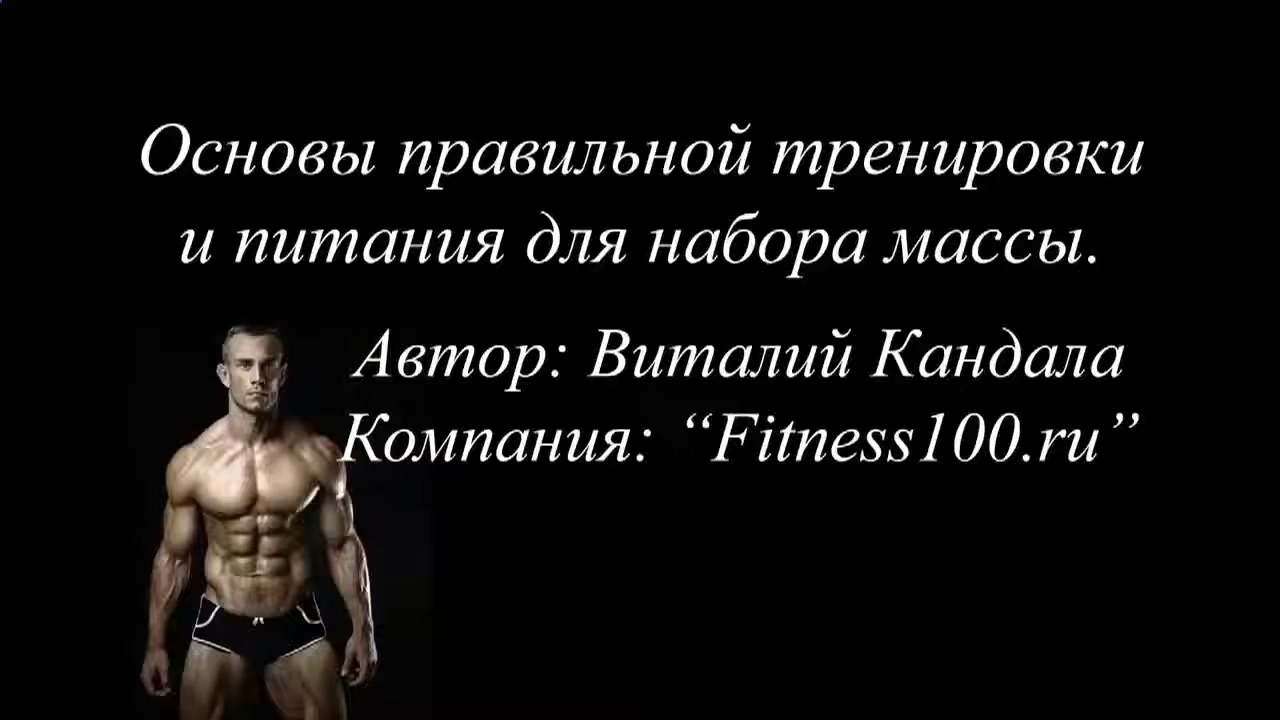 Основы правильной тренировки
и питания для набора массы.
Автор: Виталий Кандала
Компания: “Fitness100.ru”